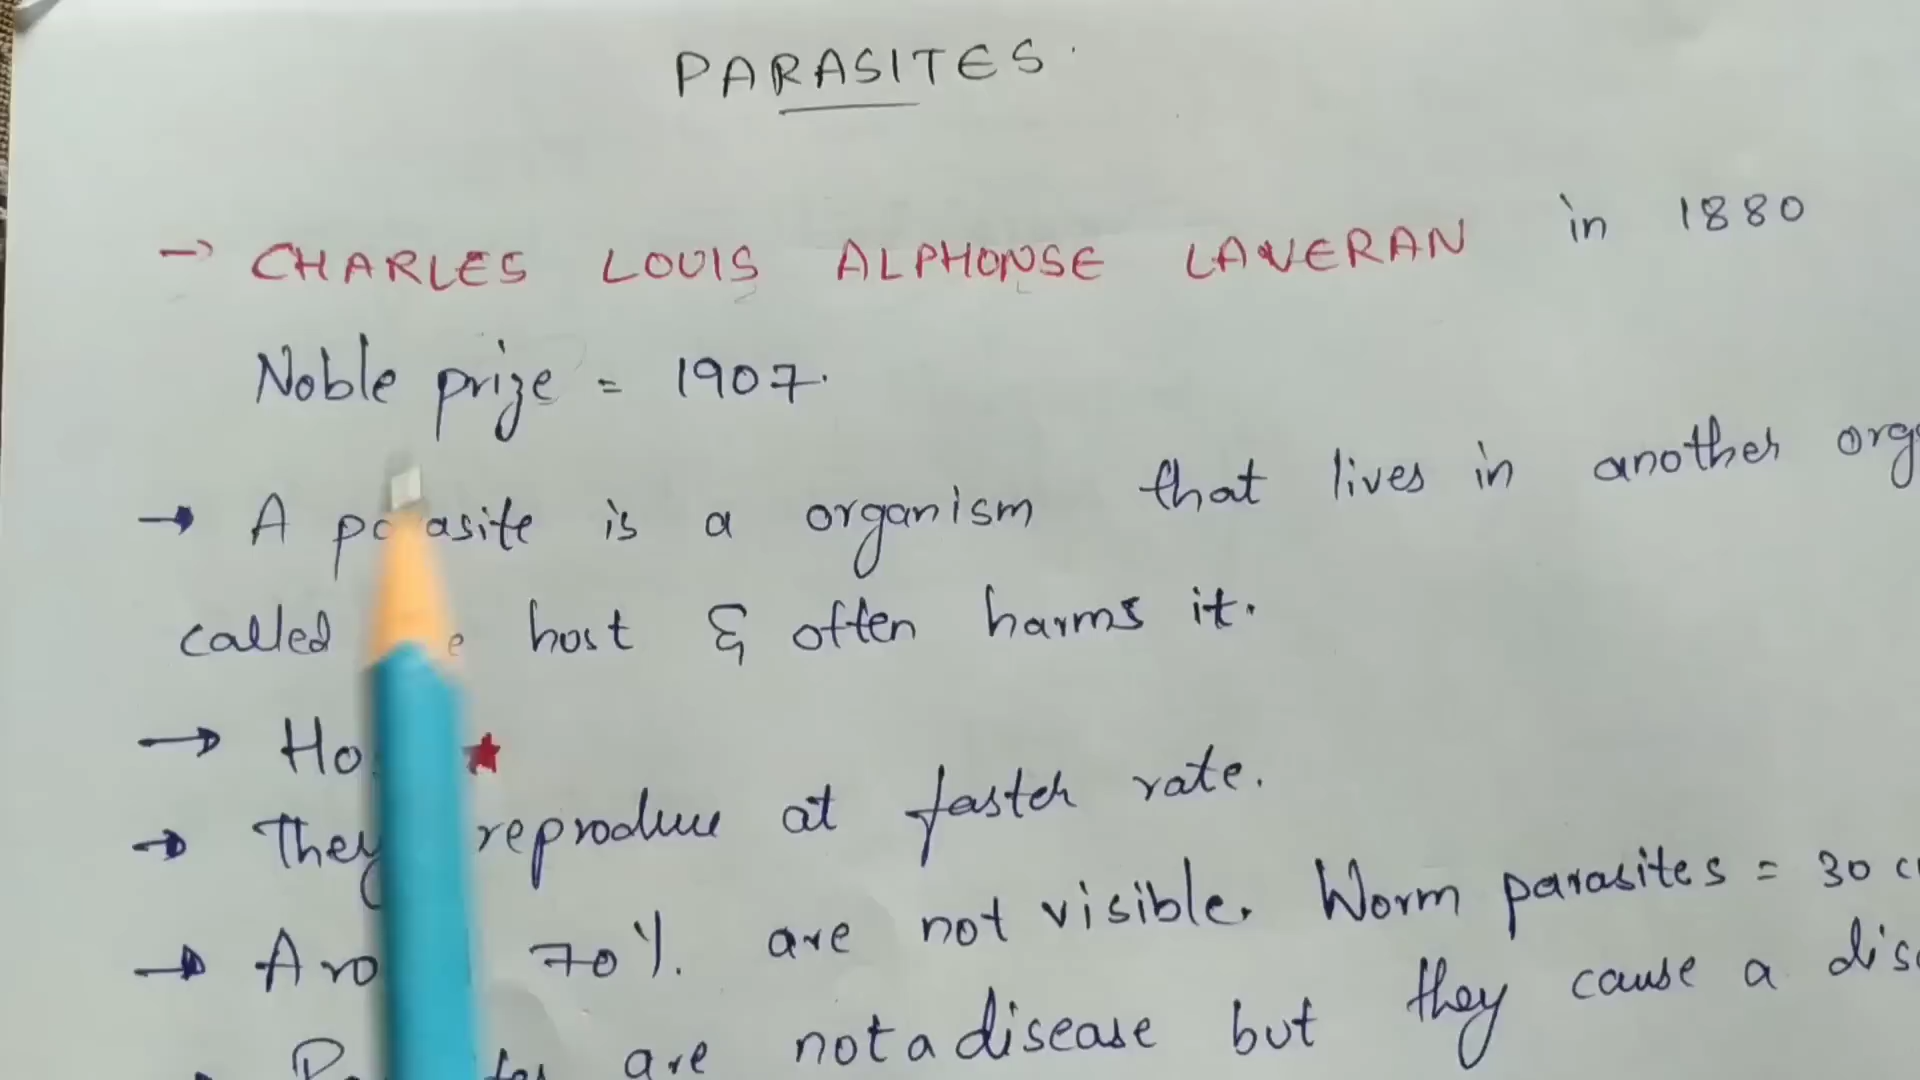 PARASITES
→ CHARLES LOUIS ALPHONSE LAVERAN in 1880
Noble prize = 1907.
→ A parasite is a organism that lives in another
called host & often harms it.
→ ★
→ They reproduce at faster rate.
→ 70%. are not visible. Worm parasites = 30
are not a disease but they cause a